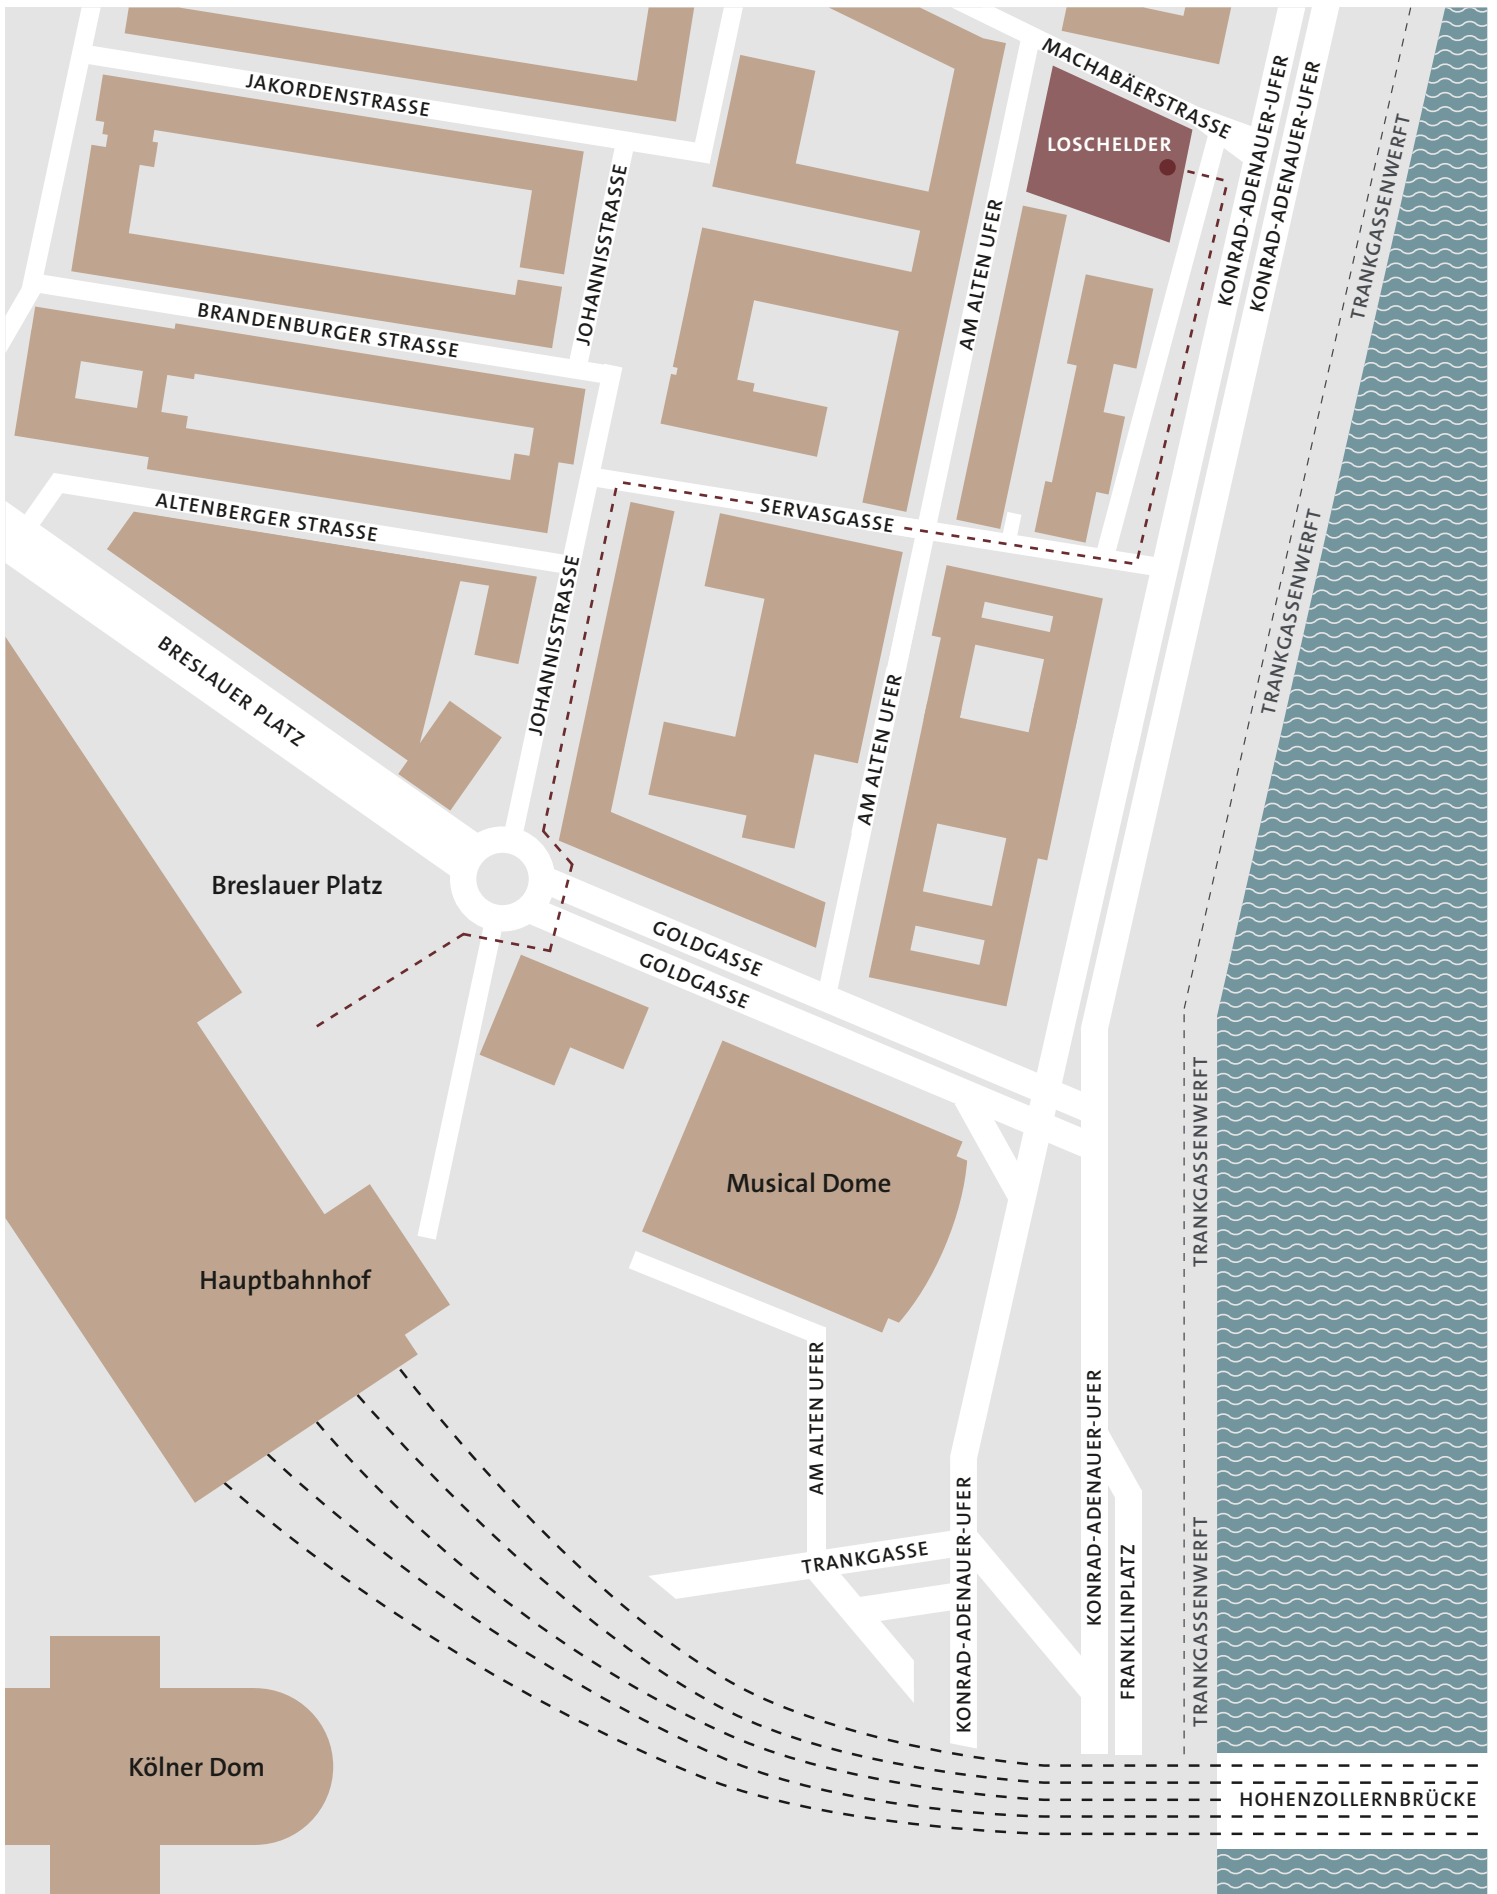 MACHABÄERSTRASSE
JAKORDENSTRASSE
LOSCHELDER
KONRAD-ADENAUER-UFER
KONRAD-ADENAUER-UFER
TRANKGASSENWERFT
JOHANNISSTRASSE
AM ALTEN UFER
BRANDENBURGER STRASSE
ALTENBERGER STRASSE
SERVASGASSE
TRANKGASSENWERFT
BRESLAUER PLATZ
JOHANNISSTRASSE
AM ALTEN UFER
Breslauer Platz
GOLDGASSE
GOLDGASSE
TRANKGASSENWERFT
Musical Dome
Hauptbahnhof
AM ALTEN UFER
KONRAD-ADENAUER-UFER
KONRAD-ADENAUER-UFER
TRANKGASSE
FRANKLINPLATZ
TRANKGASSENWERFT
Kölner Dom
HOHENZOLLERNBRÜCKE